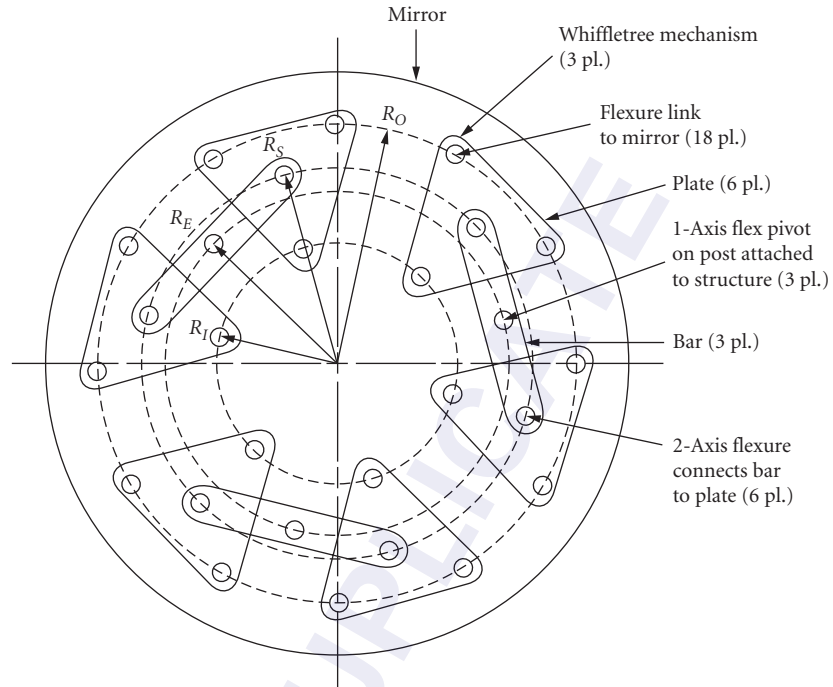 Mirror
Whiffletree mechanism
(3 pl.)
Flexure link
to mirror (18 pl.)
Plate (6 pl.)
1-Axis flex pivot
on post attached
to structure (3 pl.)
Bar (3 pl.)
2-Axis flexure
connects bar
to plate (6 pl.)
R_O
R_S
R_E
R_I
UPLICATE